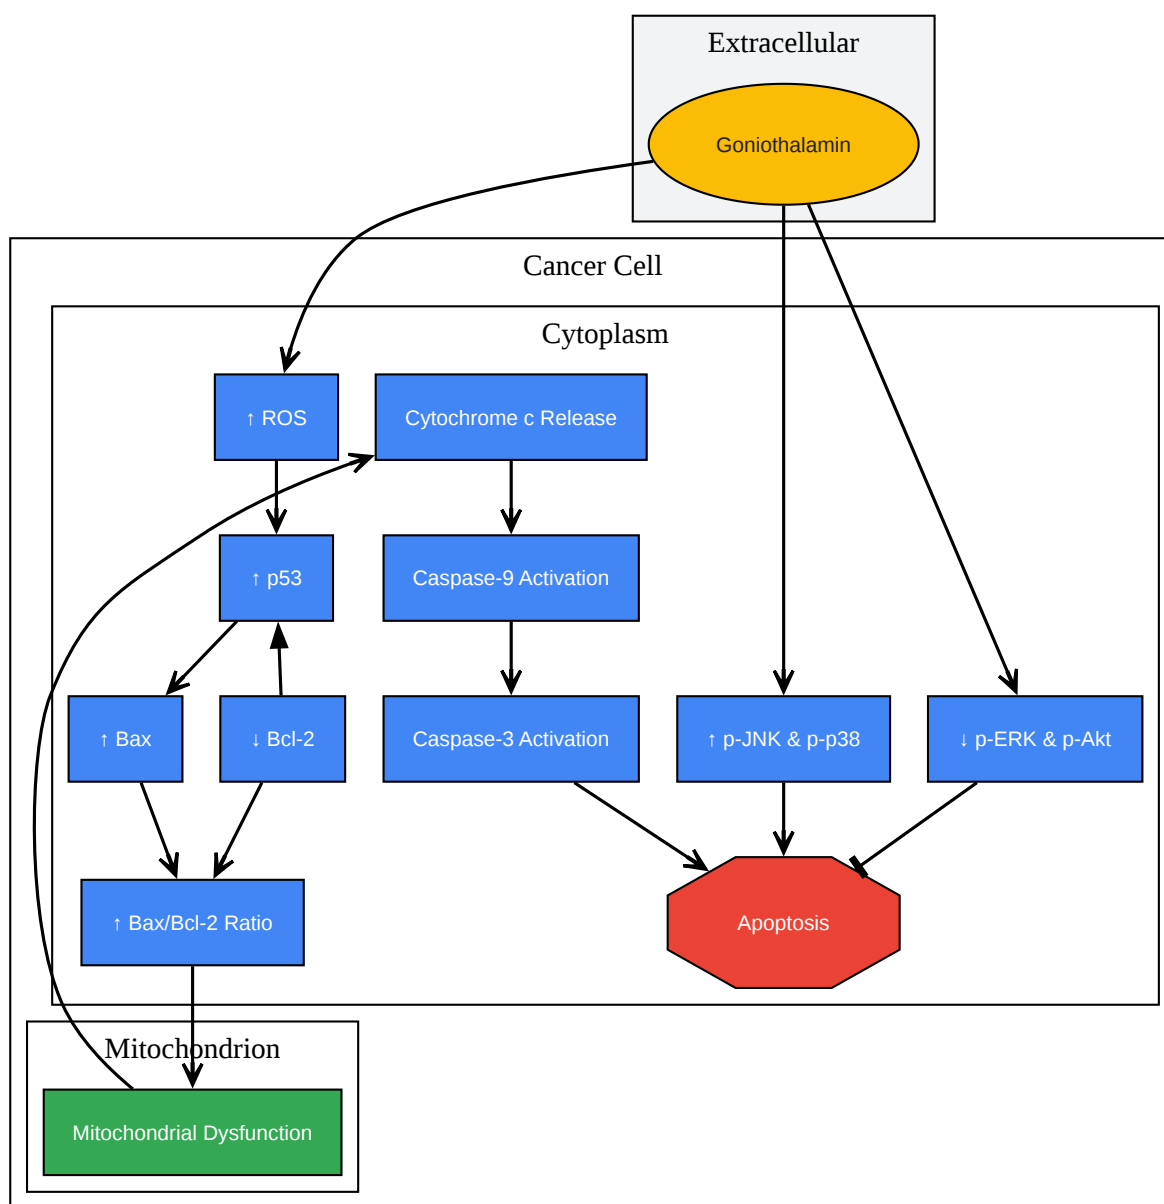 Extracellular
Goniothalamin
Cancer Cell
Cytoplasm
↑ ROS
Cytochrome c Release
↑ p53
Caspase-9 Activation
↑ Bax
↓ Bcl-2
Caspase-3 Activation
↑ p-JNK & p-p38
↓ p-ERK & p-Akt
↑ Bax/Bcl-2 Ratio
Apoptosis
Mitochondrion
Mitochondrial Dysfunction